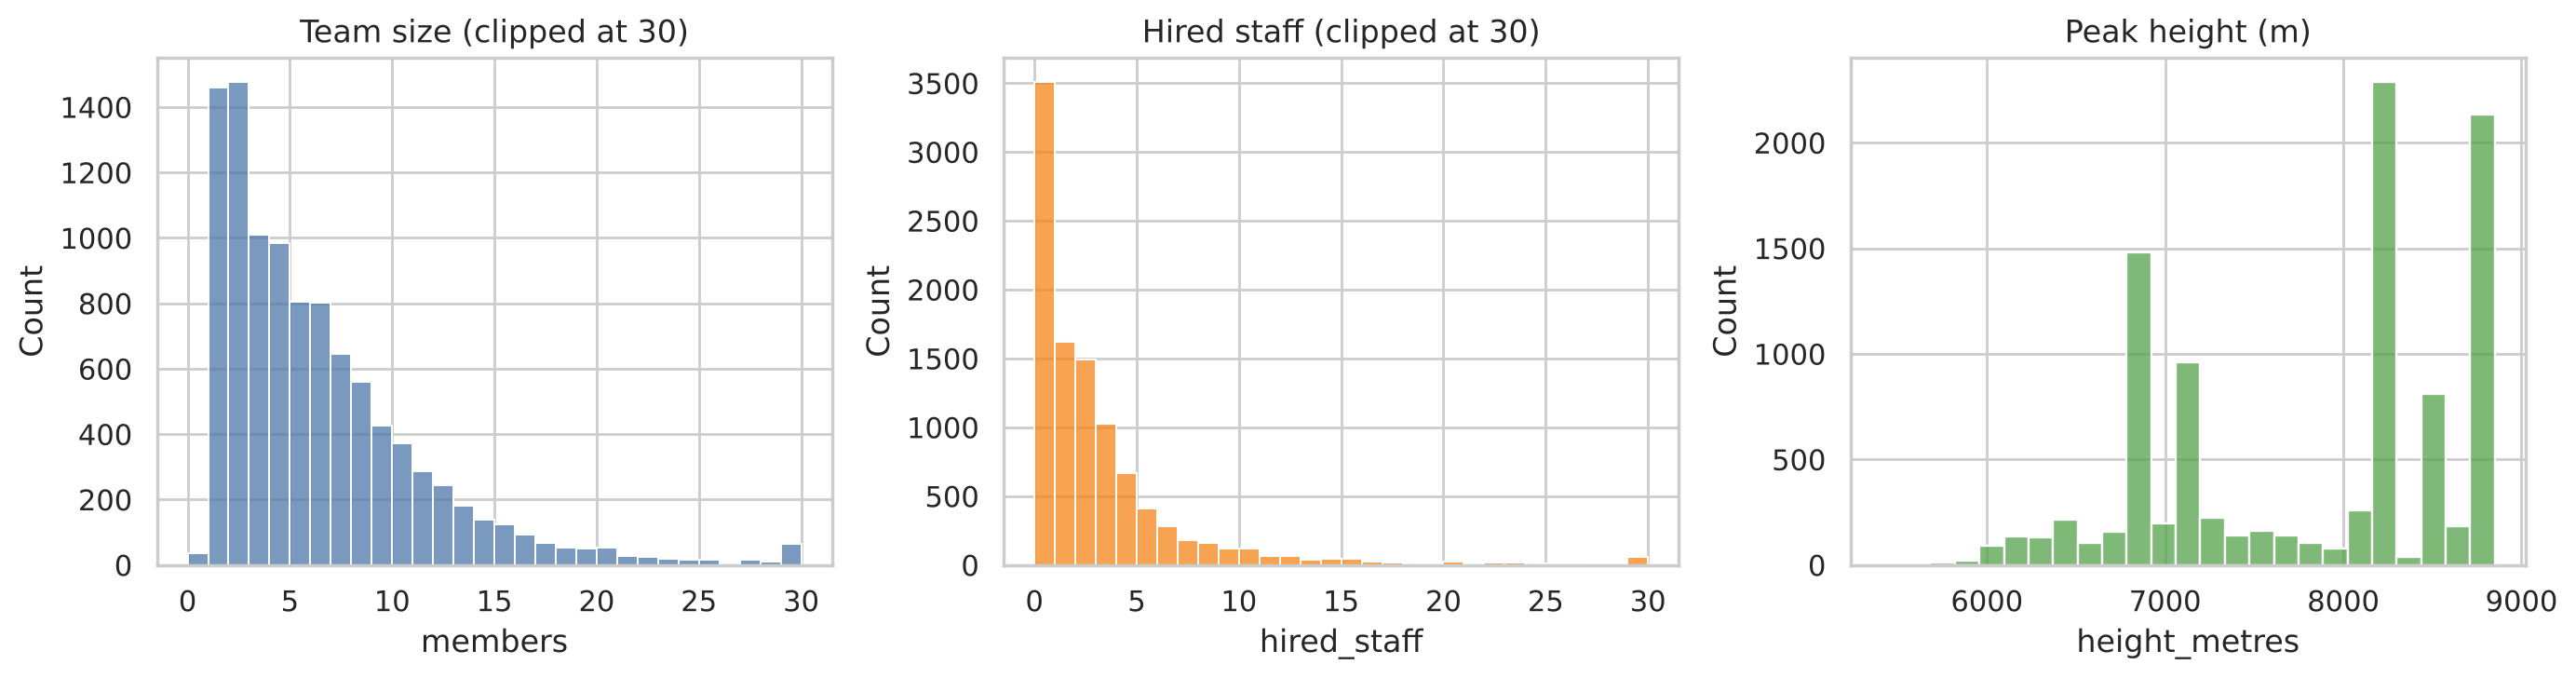 Team size (clipped at 30)
Count
1400
1200
1000
800
600
400
200
0
0 5 10 15 20 25 30
members
Hired staff (clipped at 30)
Count
3500
3000
2500
2000
1500
1000
500
0
0 5 10 15 20 25 30
hired_staff
Peak height (m)
Count
2000
1500
1000
500
0
6000 7000 8000 9000
height_metres